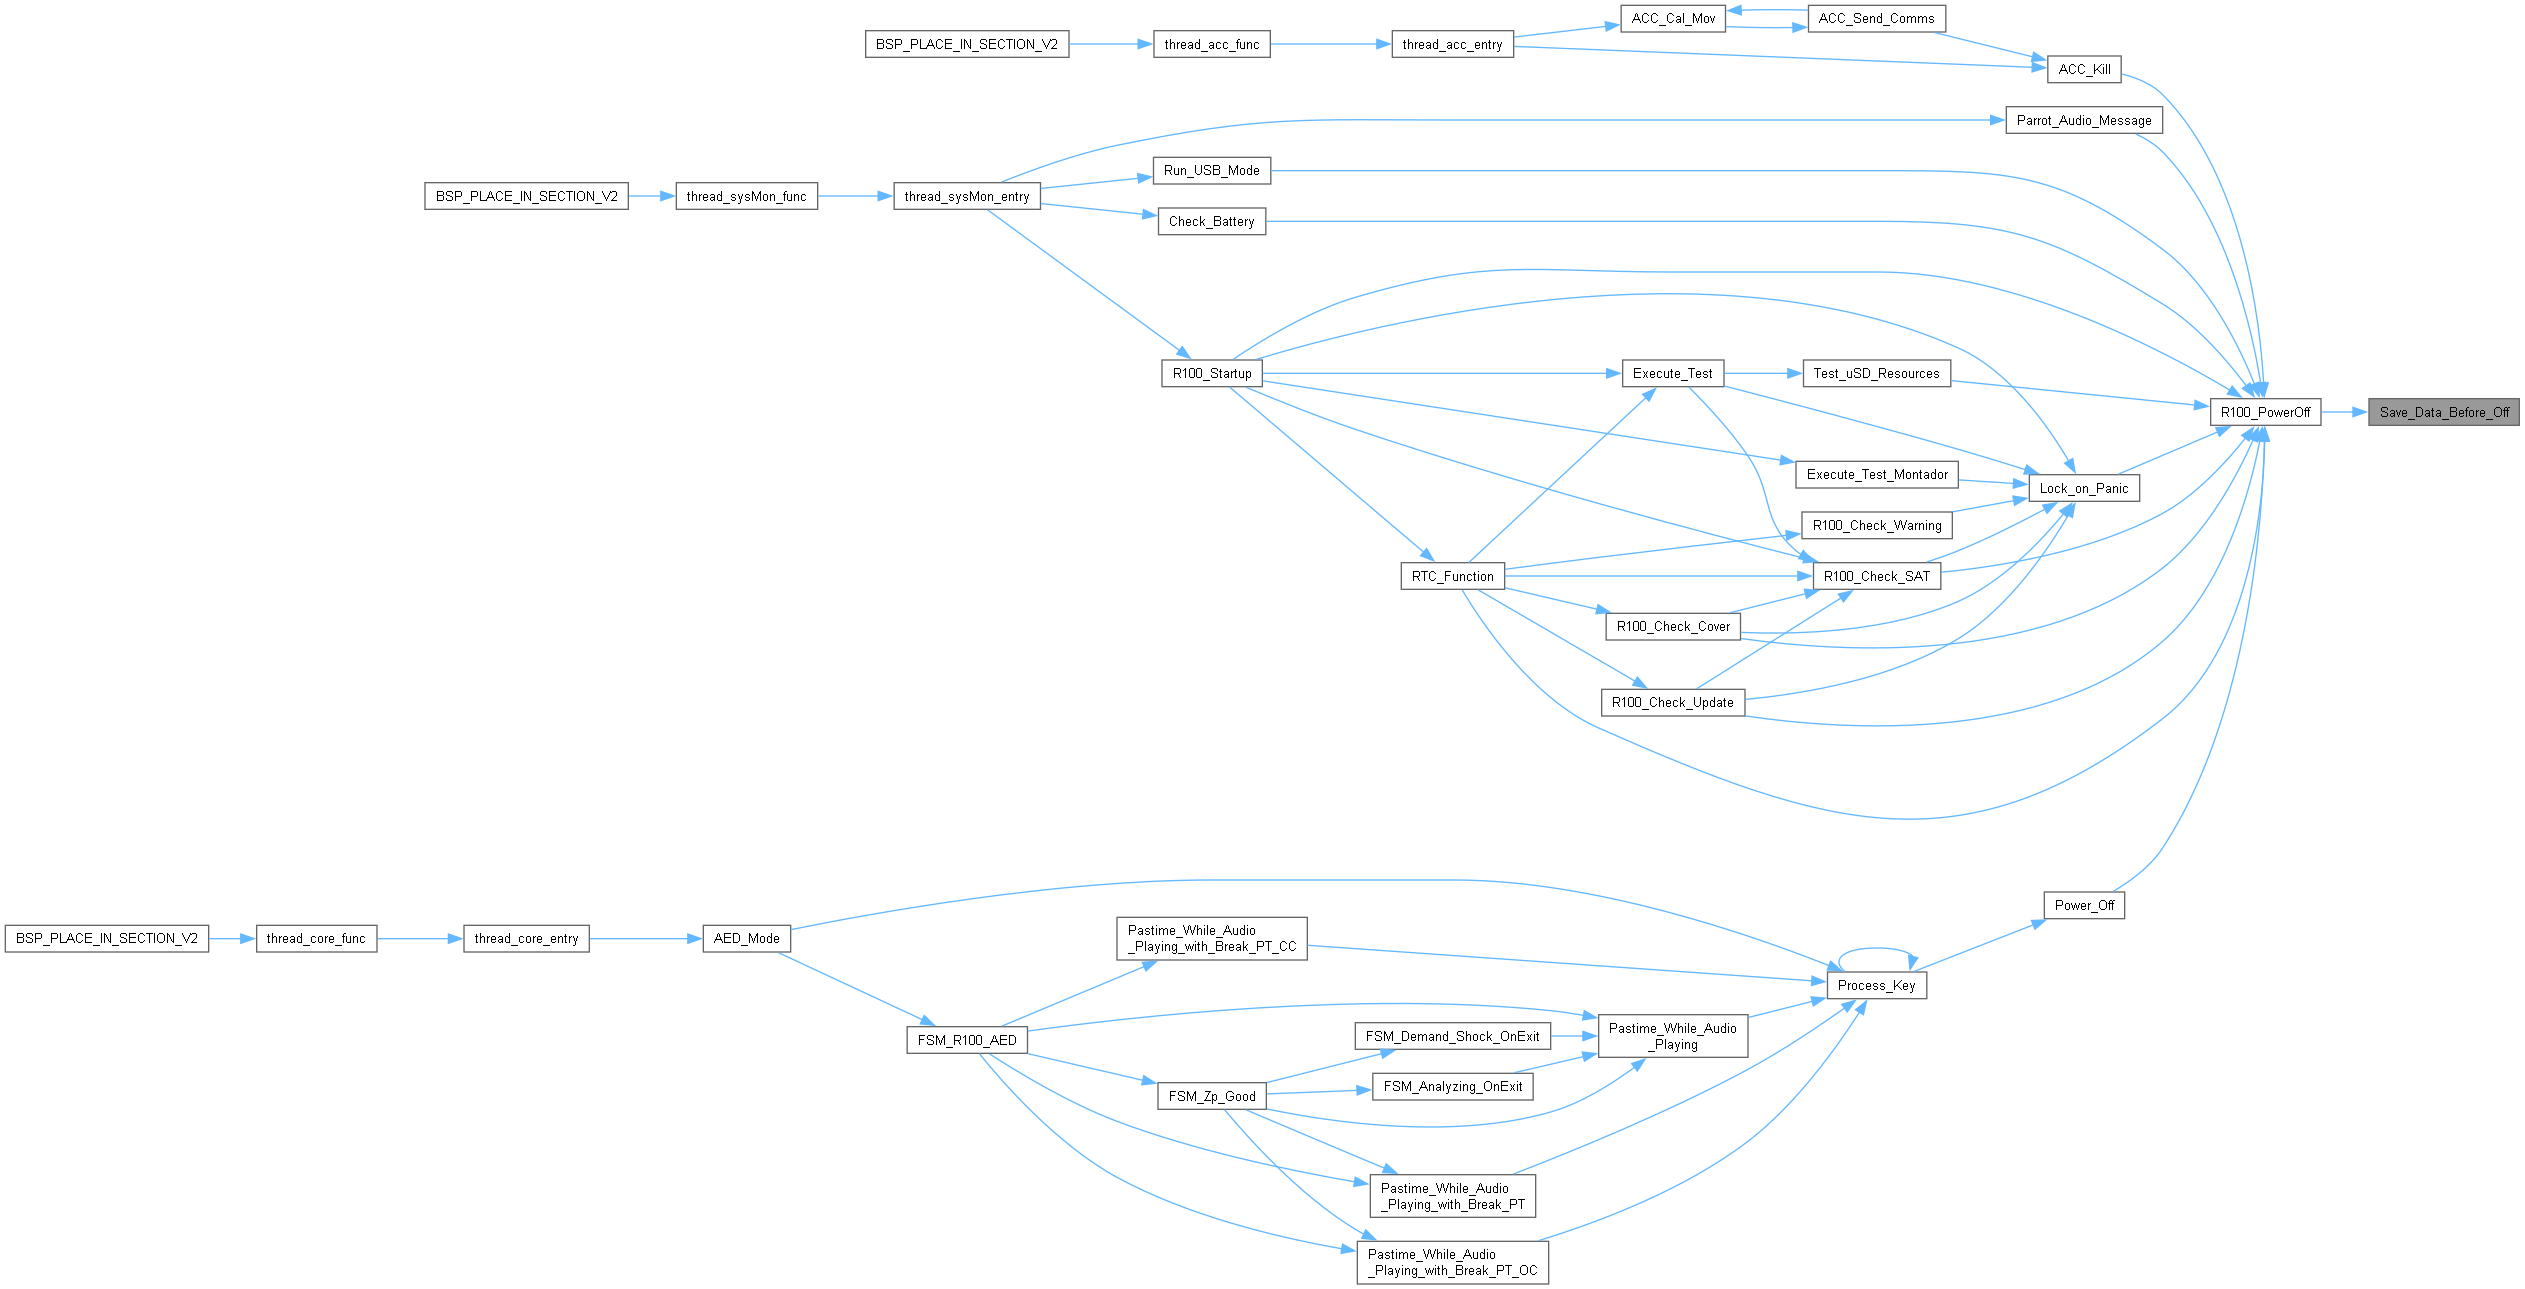 ACC_Cal_Mov
ACC_Send_Comms
BSP_PLACE_IN_SECTION_V2
thread_acc_func
thread_acc_entry
ACC_Kill
Parrot_Audio_Message
Run_USB_Mode
BSP_PLACE_IN_SECTION_V2
thread_sysMon_func
thread_sysMon_entry
Check_Battery
R100_Startup
Execute_Test
Test_uSD_Resources
R100_PowerOff
Save_Data_Before_Off
Execute_Test_Montador
Lock_on_Panic
R100_Check_Warning
RTC_Function
R100_Check_SAT
R100_Check_Cover
R100_Check_Update
Power_Off
BSP_PLACE_IN_SECTION_V2
thread_core_func
thread_core_entry
AED_Mode
Pastime_While_Audio
_Playing_with_Break_PT_CC
Process_Key
FSM_R100_AED
FSM_Demand_Shock_OnExit
Pastime_While_Audio
_Playing
FSM_Zp_Good
FSM_Analyzing_OnExit
Pastime_While_Audio
_Playing_with_Break_PT
Pastime_While_Audio
_Playing_with_Break_PT_OC